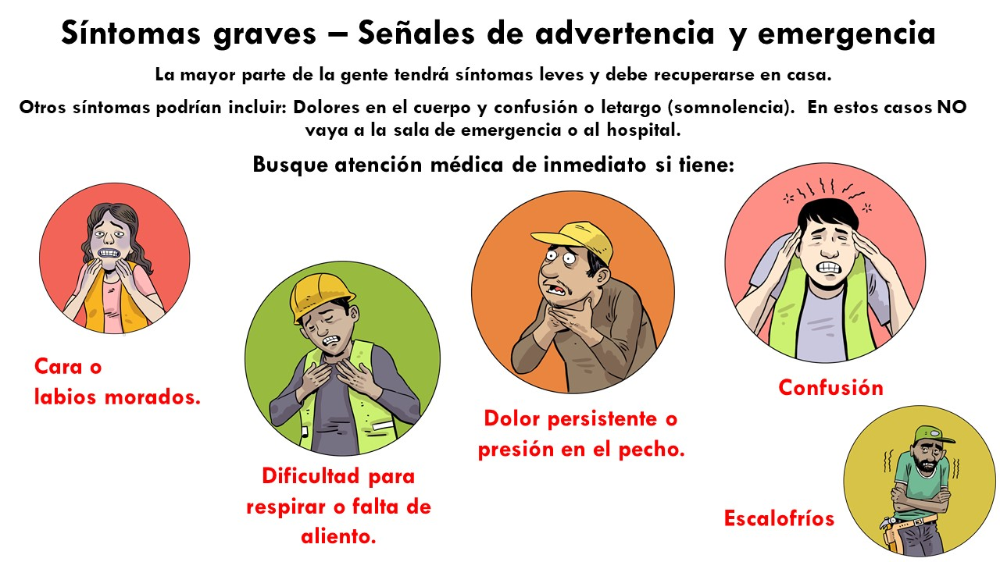 Síntomas graves – Señales de advertencia y emergencia
La mayor parte de la gente tendrá síntomas leves y debe recuperarse en casa.
Otros síntomas podrían incluir: Dolores en el cuerpo y confusión o letargo (somnolencia).  En estos casos NO
vaya a la sala de emergencia o al hospital.
Busque atención médica de inmediato si tiene:
Cara o
labios morados.
Dificultad para
respirar o falta de
aliento.
Dolor persistente o
presión en el pecho.
Confusión
Escalofríos